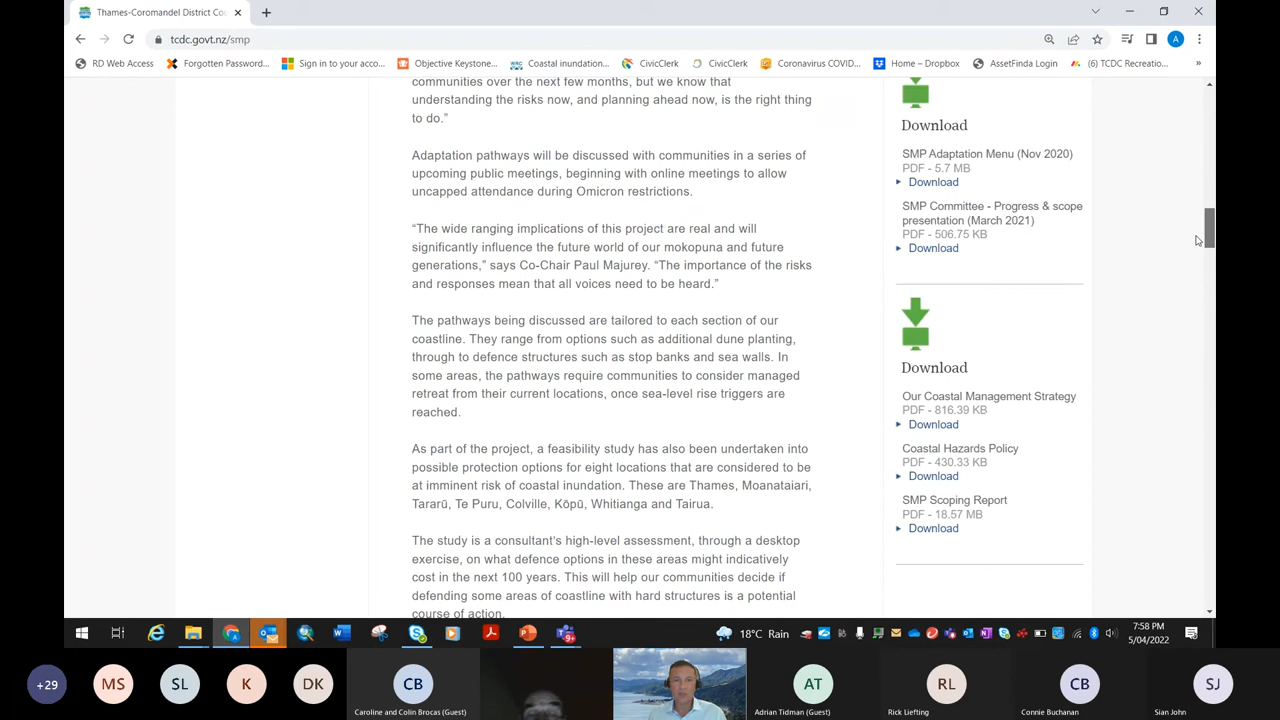 Thames-Coromandel District Cou
tcdc.govt.nz/smp
A
RD Web Access
Forgotten Password...
Sign in to your acco...
Objective Keystone...
Coastal inundation...
CivicClerk
CivicClerk
Coronavirus COVID...
Home – Dropbox
AssetFinda Login
(6) TCDC Recreatio...
»
communities over the next few months, but we know that
understanding the risks now, and planning ahead now, is the right thing
to do.”
Adaptation pathways will be discussed with communities in a series of
upcoming public meetings, beginning with online meetings to allow
uncapped attendance during Omicron restrictions.
“The wide ranging implications of this project are real and will
significantly influence the future world of our mokopuna and future
generations,” says Co-Chair Paul Majurey. “The importance of the risks
and responses mean that all voices need to be heard.”
The pathways being discussed are tailored to each section of our
coastline. They range from options such as additional dune planting,
through to defence structures such as stop banks and sea walls. In
some areas, the pathways require communities to consider managed
retreat from their current locations, once sea-level rise triggers are
reached.
As part of the project, a feasibility study has also been undertaken into
possible protection options for eight locations that are considered to be
at imminent risk of coastal inundation. These are Thames, Moanataiari,
Tararū, Te Puru, Colville, Kōpū, Whitianga and Tairua.
The study is a consultant’s high-level assessment, through a desktop
exercise, on what defence options in these areas might indicatively
cost in the next 100 years. This will help our communities decide if
defending some areas of coastline with hard structures is a potential
course of action.
Download
SMP Adaptation Menu (Nov 2020)
PDF - 5.7 MB
Download
SMP Committee - Progress & scope
presentation (March 2021)
PDF - 506.75 KB
Download
Download
Our Coastal Management Strategy
PDF - 816.39 KB
Download
Coastal Hazards Policy
PDF - 430.33 KB
Download
SMP Scoping Report
PDF - 18.57 MB
Download
18°C Rain
7:58 PM
5/04/2022
+29
MS
SL
K
DK
CB
Caroline and Colin Brocas (Guest)
AT
Adrian Tidman (Guest)
RL
Rick Liefting
CB
Connie Buchanan
SJ
Sian John